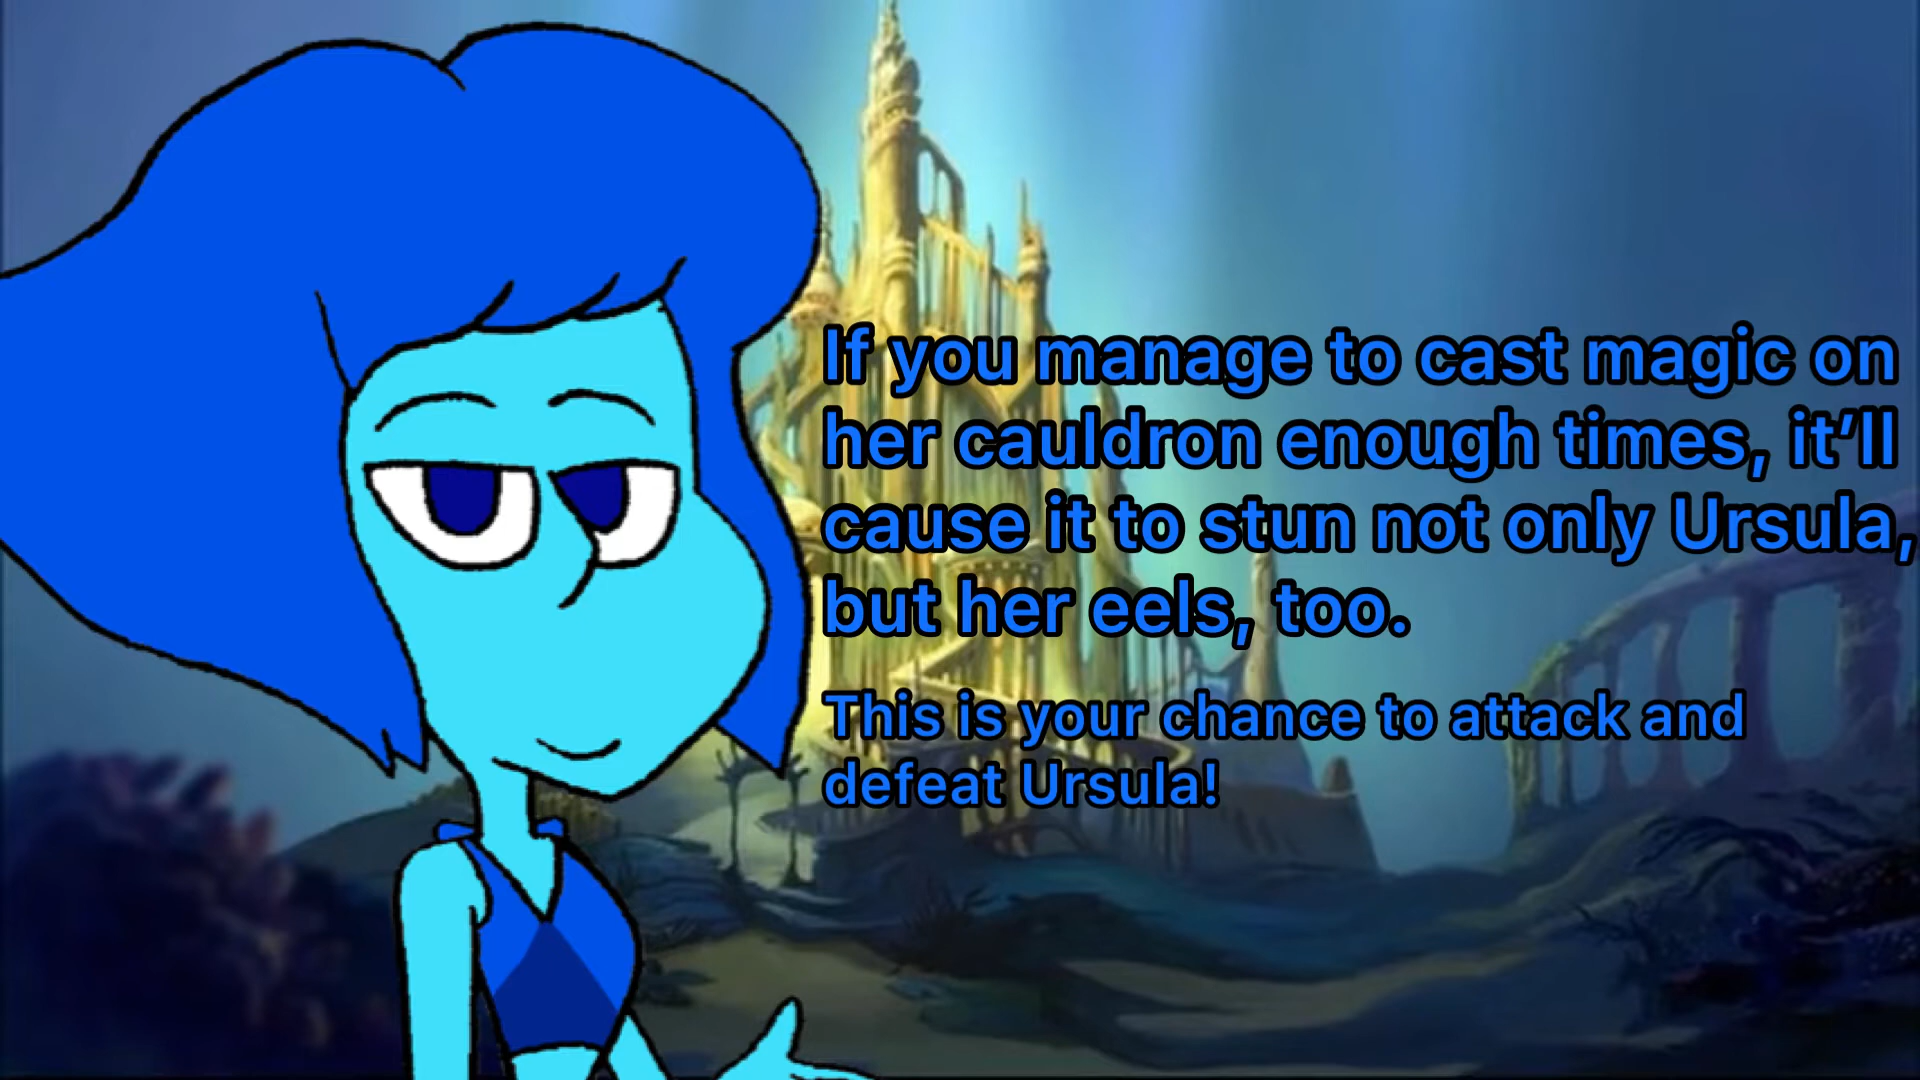 If you manage to cast magic on
her cauldron enough times, it’ll
cause it to stun not only Ursula,
but her eels, too.
This is your chance to attack and
defeat Ursula!